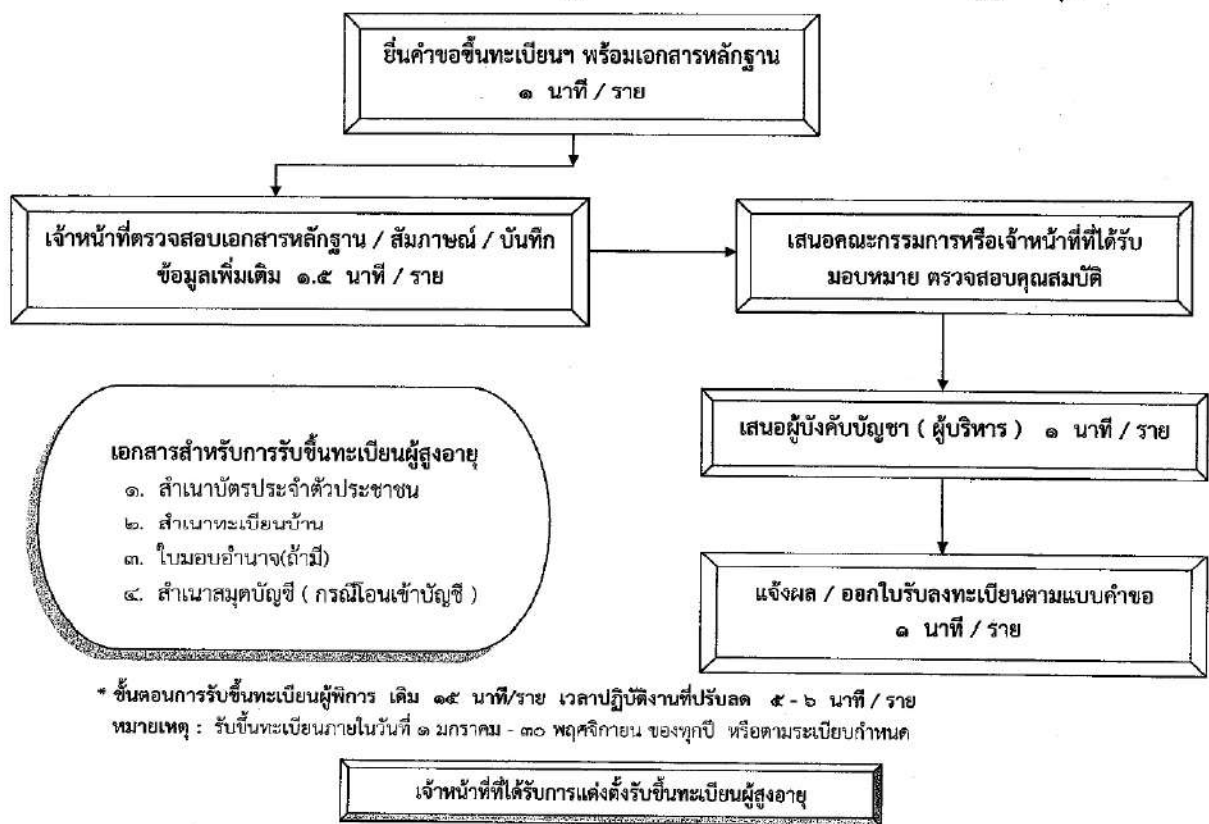 ยื่นคำขอขึ้นทะเบียนฯ พร้อมเอกสารหลักฐาน
๑ นาที / ราย
เจ้าหน้าที่ตรวจสอบเอกสารหลักฐาน / สัมภาษณ์ / บันทึก
ข้อมูลเพิ่มเติม ๑.๕ นาที / ราย
เสนอคณะกรรมการหรือเจ้าหน้าที่ที่ได้รับ
มอบหมาย ตรวจสอบคุณสมบัติ
เสนอผู้บังคับบัญชา ( ผู้บริหาร ) ๑ นาที / ราย
แจ้งผล / ออกใบรับลงทะเบียนตามแบบคำขอ
๑ นาที / ราย
เอกสารสำหรับการรับขึ้นทะเบียนผู้สูงอายุ
๑. สำเนาบัตรประจำตัวประชาชน
๒. สำเนาทะเบียนบ้าน
๓. ใบมอบอำนาจ(ถ้ามี)
๔. สำเนาสมุดบัญชี ( กรณีโอนเข้าบัญชี )
* ขั้นตอนการรับขึ้นทะเบียนผู้พิการ เดิม ๑๕ นาที/ราย เวลาปฏิบัติงานที่ปรับลด ๕ - ๖ นาที / ราย
หมายเหตุ : รับขึ้นทะเบียนภายในวันที่ ๑ มกราคม - ๓๐ พฤศจิกายน ของทุกปี หรือตามระเบียบกำหนด
เจ้าหน้าที่ที่ได้รับการแต่งตั้งรับขึ้นทะเบียนผู้สูงอายุ